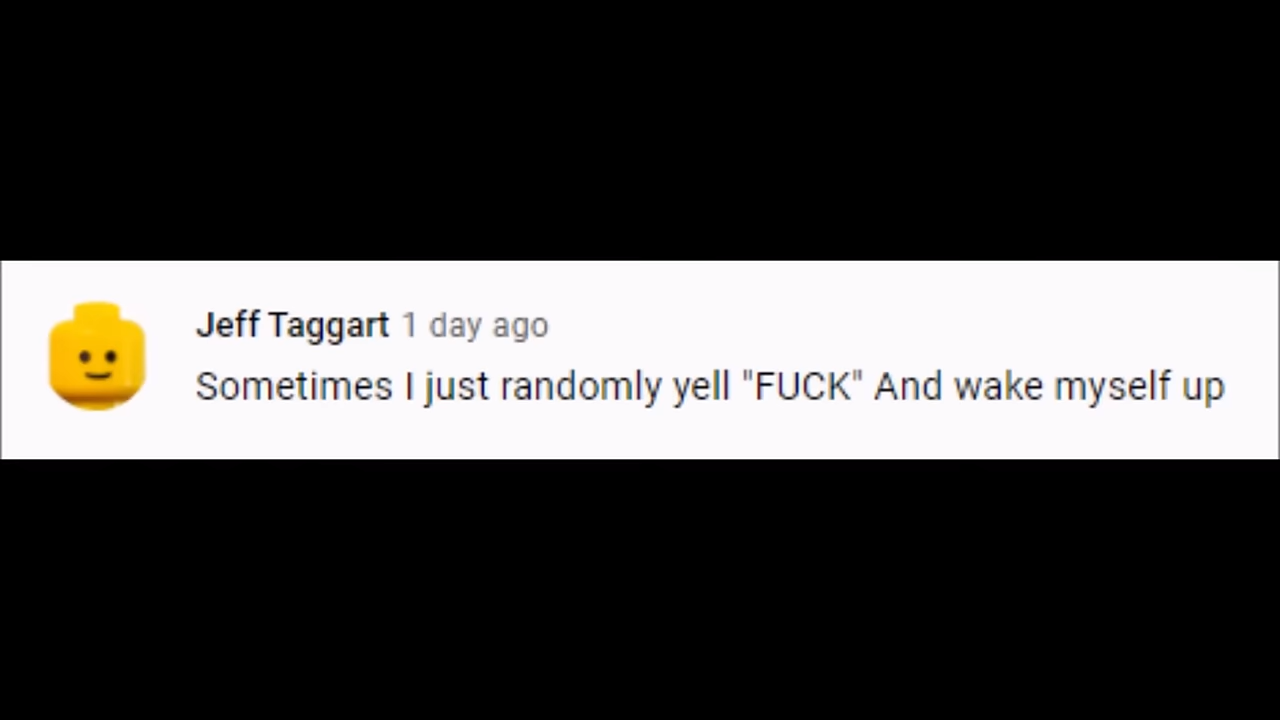 Jeff Taggart 1 day ago
Sometimes I just randomly yell "FUCK" And wake myself up